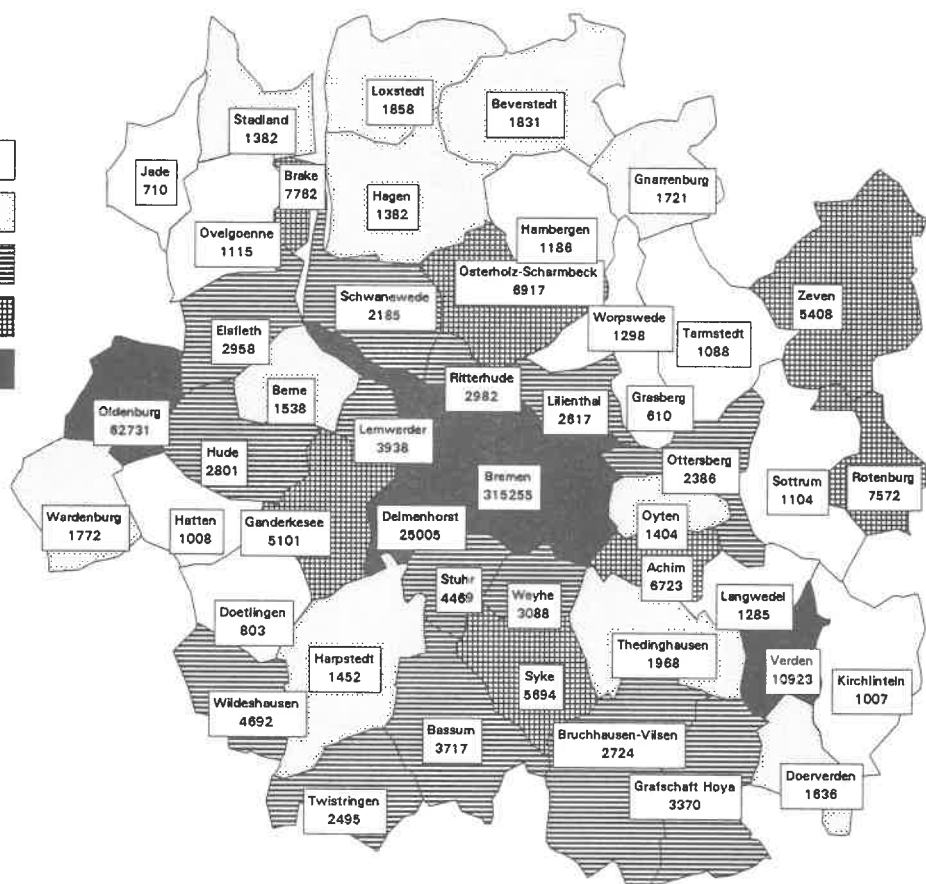 Loxstedt
1858
Beverstedt
1831
Stadland
1382
Jade
710
Brake
7782
Hagen
1382
Gnarrenburg
1721
Ovelgoenne
1115
Hambergen
1186
Osterholz-Scharmbeck
6917
Schwanewede
2185
Zeven
5408
Worpswede
1298
Tarmstedt
1088
Elsfleth
2958
Berne
1538
Ritterhude
2982
Lilienthal
2617
Grasberg
610
Oldenburg
62731
Lemwerder
3938
Hude
2801
Bremen
315255
Ottersberg
2386
Sottrum
1104
Rotenburg
7572
Wardenburg
1772
Hatten
1008
Ganderkesee
5101
Delmenhorst
25005
Oyten
1404
Achim
6723
Stuhr
4469
Weyhe
3088
Langwedel
1285
Doetlingen
803
Harpstedt
1452
Thedinghausen
1968
Verden
10923
Kirchlinteln
1007
Syke
5694
Wildeshausen
4692
Bassum
3717
Bruchhausen-Vilsen
2724
Doerverden
1636
Grafschaft Hoya
3370
Twistringen
2495